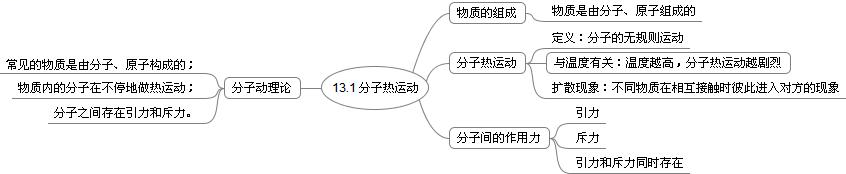 13.1 分子热运动
物质的组成
物质是由分子、原子组成的
分子热运动
定义：分子的无规则运动
与温度有关：温度越高，分子热运动越剧烈
扩散现象：不同物质在相互接触时彼此进入对方的现象
分子间的作用力
引力
斥力
引力和斥力同时存在
分子动理论
常见的物质是由分子、原子构成的；
物质内的分子在不停地做热运动；
分子之间存在引力和斥力。